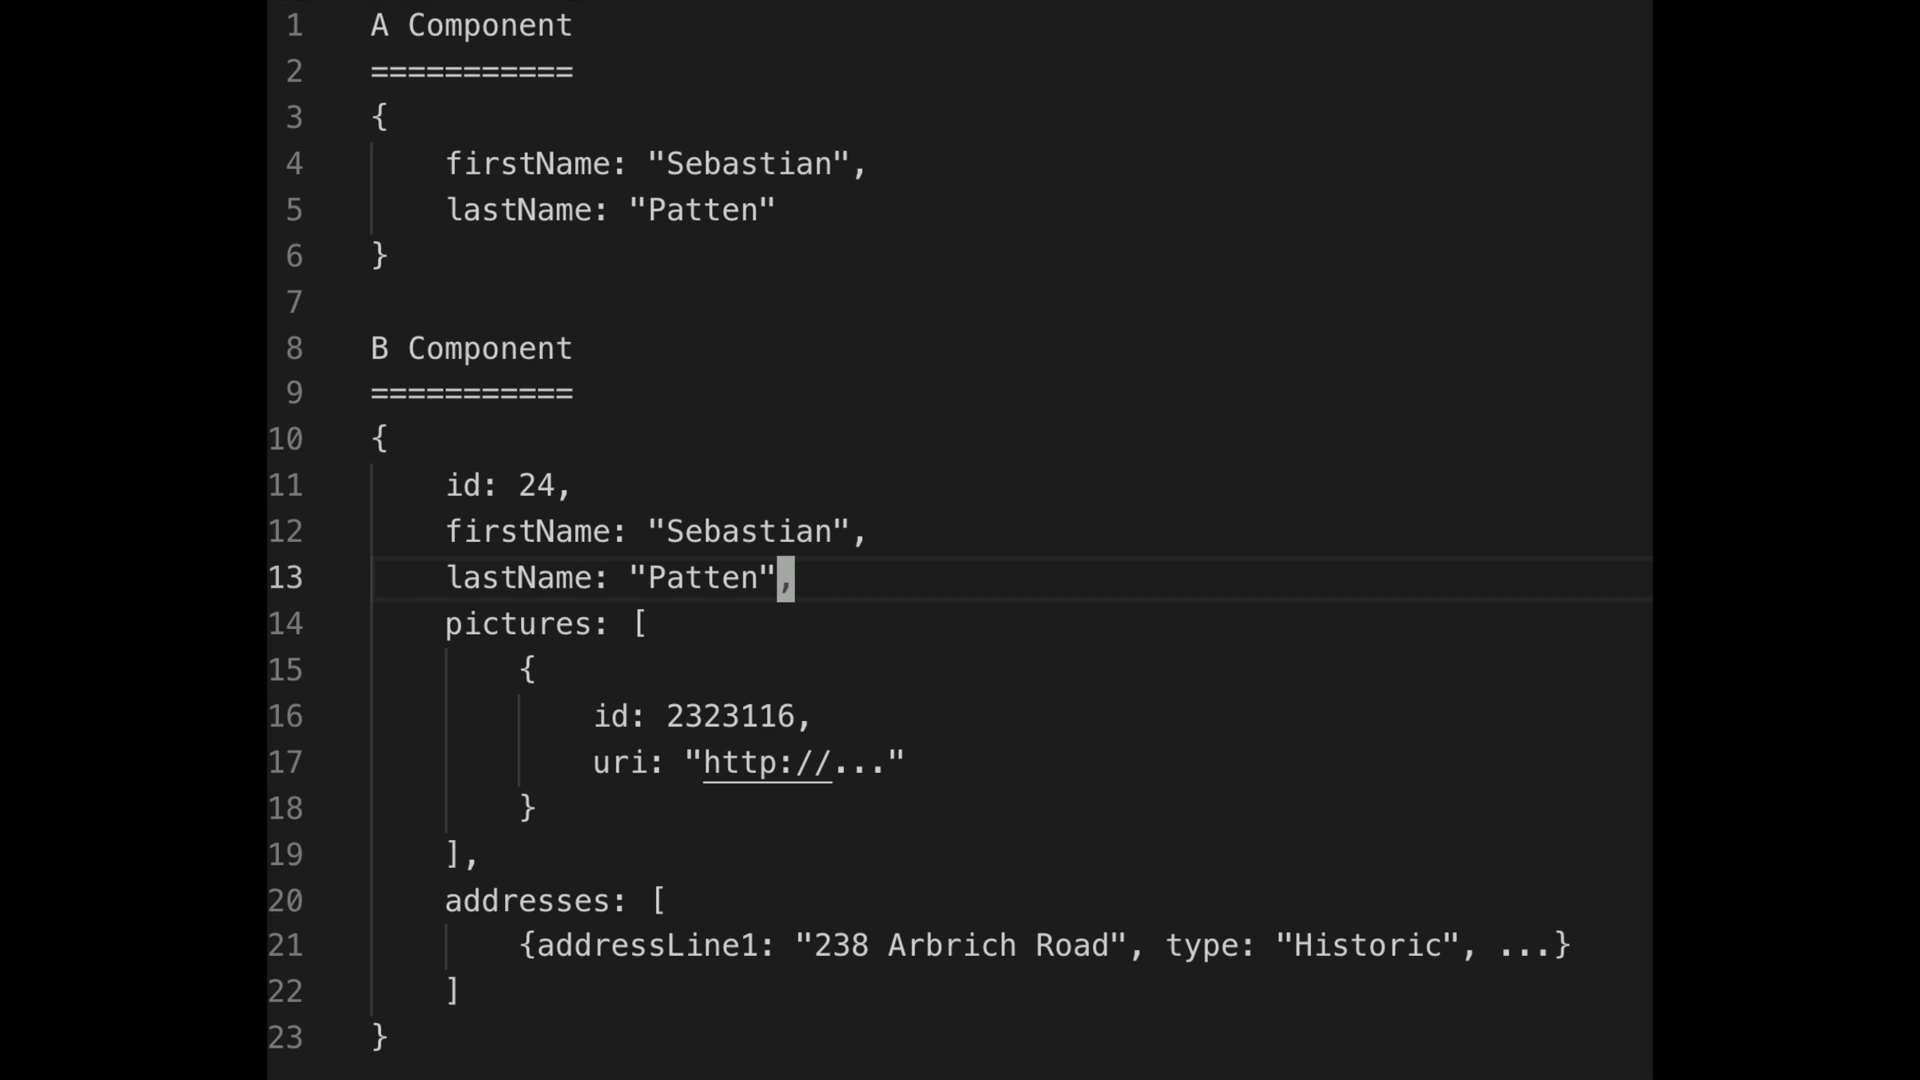 1 A Component
2 ===========
3 {
4 firstName: "Sebastian",
5 lastName: "Patten"
6 }
7
8 B Component
9 ===========
10 {
11 id: 24,
12 firstName: "Sebastian",
13 lastName: "Patten",
14 pictures: [
15 {
16 id: 2323116,
17 uri: "http://..."
18 }
19 ],
20 addresses: [
21 {addressLine1: "238 Arbrich Road", type: "Historic", ...}
22 ]
23 }